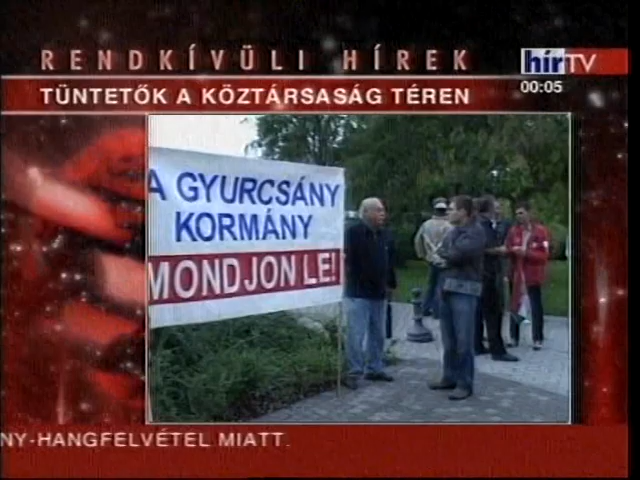 RENDKÍVÜLI HÍREK
hírTV
00:05
TÜNTETŐK A KÖZTÁRSASÁG TÉREN
A GYURCSÁNY
KORMÁNY
MONDJON LE!
NY-HANGFELVÉTEL MIATT.